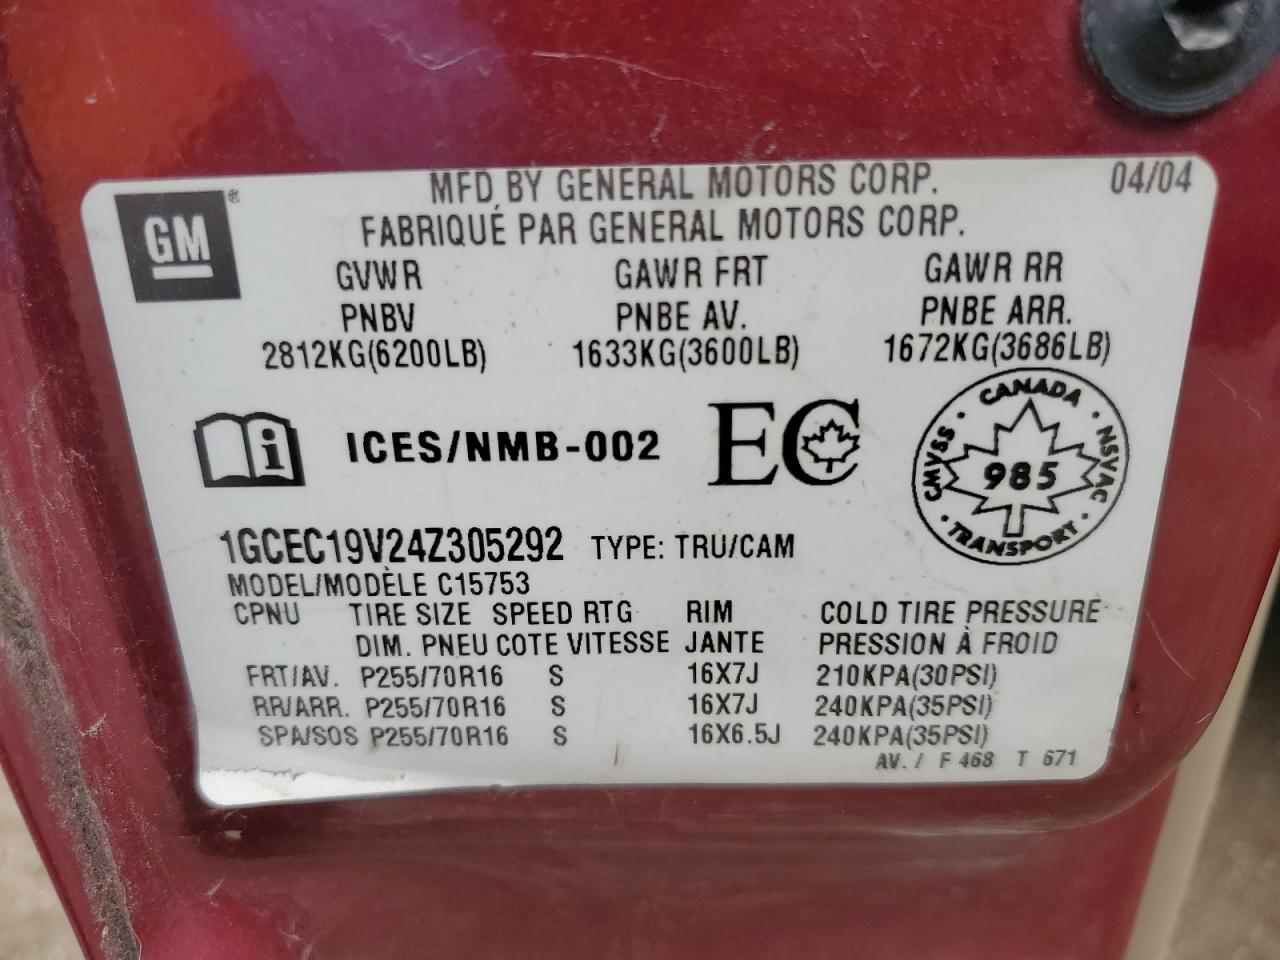 MFD. BY GENERAL MOTORS CORP. 04/04
GM ®
FABRIQUÉ PAR GENERAL MOTORS CORP.
GVWR GAWR FRT GAWR RR
PNBV PNBE AV. PNBE ARR.
2812KG(6200LB) 1633KG(3600LB) 1672KG(3686LB)
i ICES/NMB-002 EC
CANADA
CMVSS 985 NSVAC
TRANSPORT
1GCEC19V24Z305292 TYPE: TRU/CAM
MODEL/MODÈLE C15753
CPNU TIRE SIZE SPEED RTG RIM COLD TIRE PRESSURE
DIM. PNEU COTE VITESSE JANTE PRESSION À FROID
FRT/AV. P255/70R16 S 16X7J 210KPA(30PSI)
RR/ARR. P255/70R16 S 16X7J 240KPA(35PSI)
SPA/SOS P255/70R16 S 16X6.5J 240KPA(35PSI)
AV. / F 468 T 671